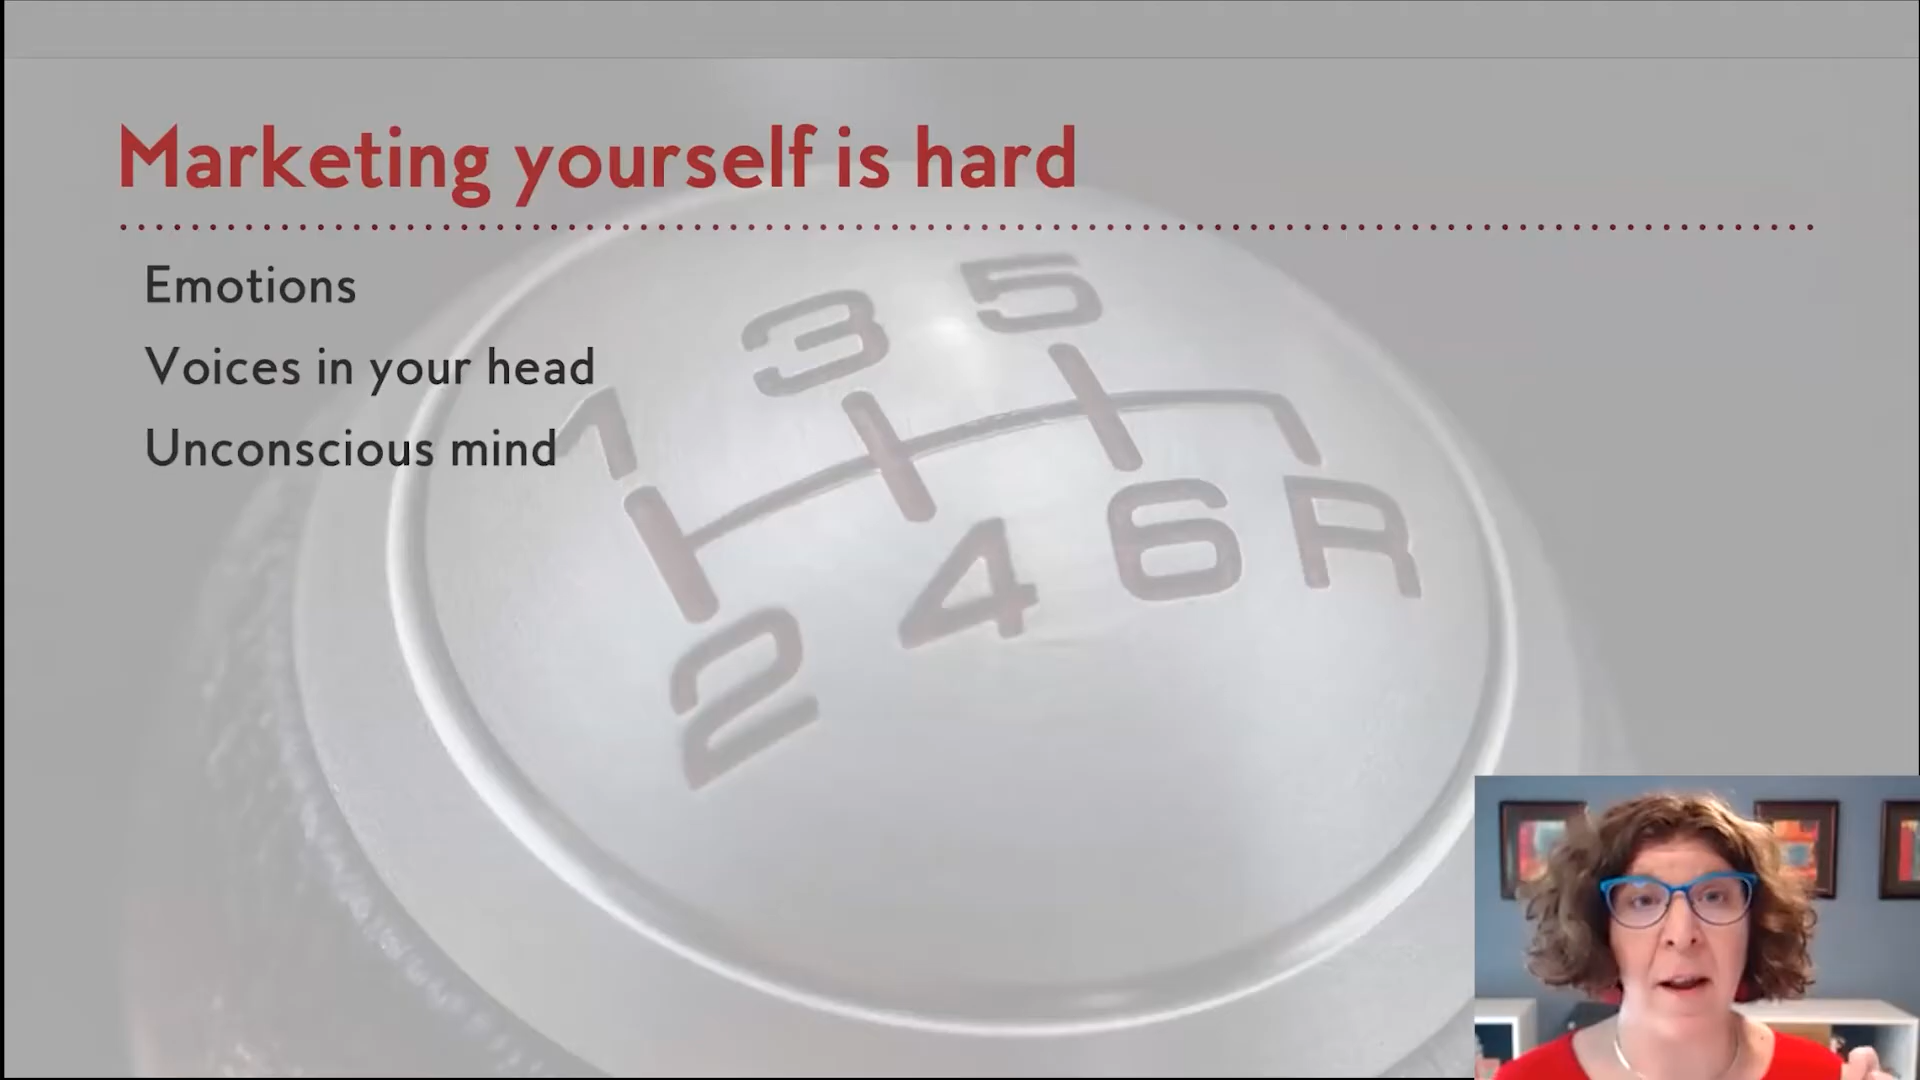 Marketing yourself is hard
Emotions
Voices in your head
Unconscious mind
1 3 5
2 4 6 R